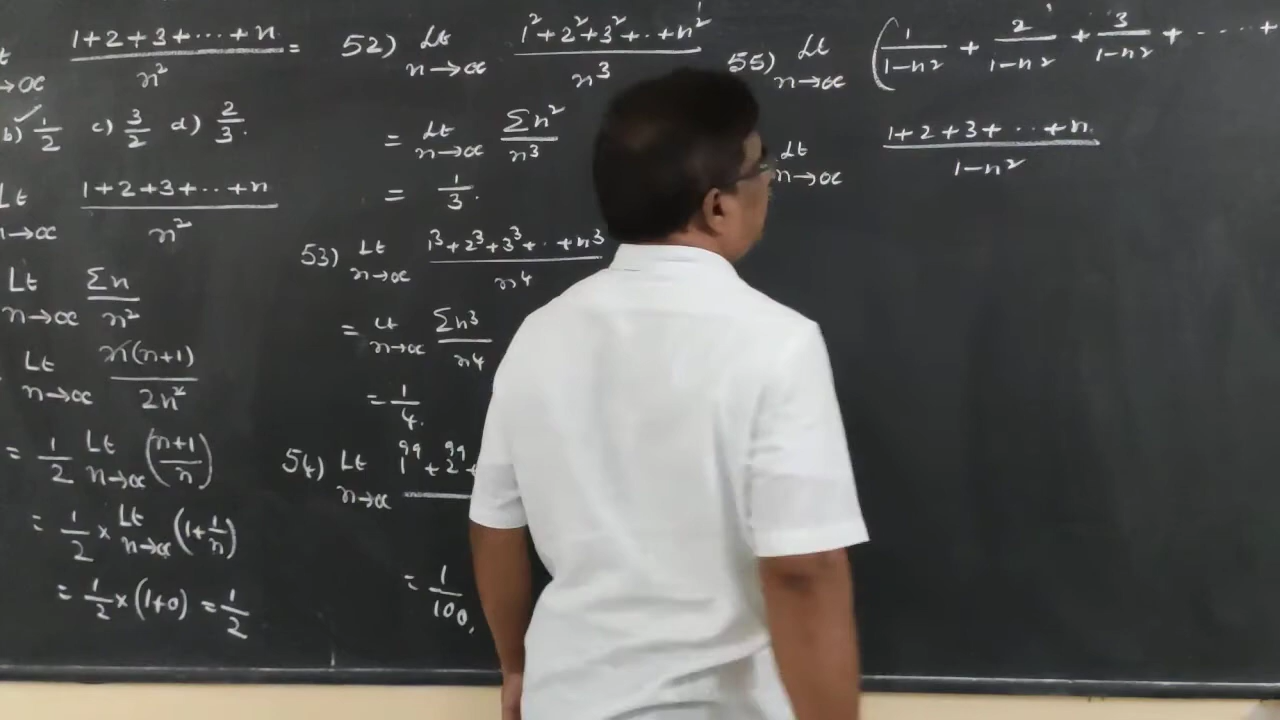 t 1+2+3+···+n / n² =
→∝
b) 1/2 c) 3/2 d) 2/3.
Lt 1+2+3+···+n / n²
n→∝
Lt Σn / n²
n→∝
Lt n(n+1) / 2n²
n→∝
= 1/2 Lt (n+1 / n)
n→∝
= 1/2 × Lt (1+1/n)
n→∝
= 1/2 × (1+0) = 1/2
52) Lt 1²+2²+3²+··+n² / n³
n→∝
= Lt Σn² / n³
n→∝
= 1/3.
53) Lt 1³+2³+3³+··+n³ / n⁴
n→∝
= Lt Σn³ / n⁴
n→∝
= 1/4.
54) Lt 1⁹⁹+2⁹⁹+
n→∝
= 1/100,
55) Lt (1/1-n² + 2/1-n² + 3/1-n² + ····+
n→∝
Lt 1+2+3+···+n. / 1-n²
n→∝